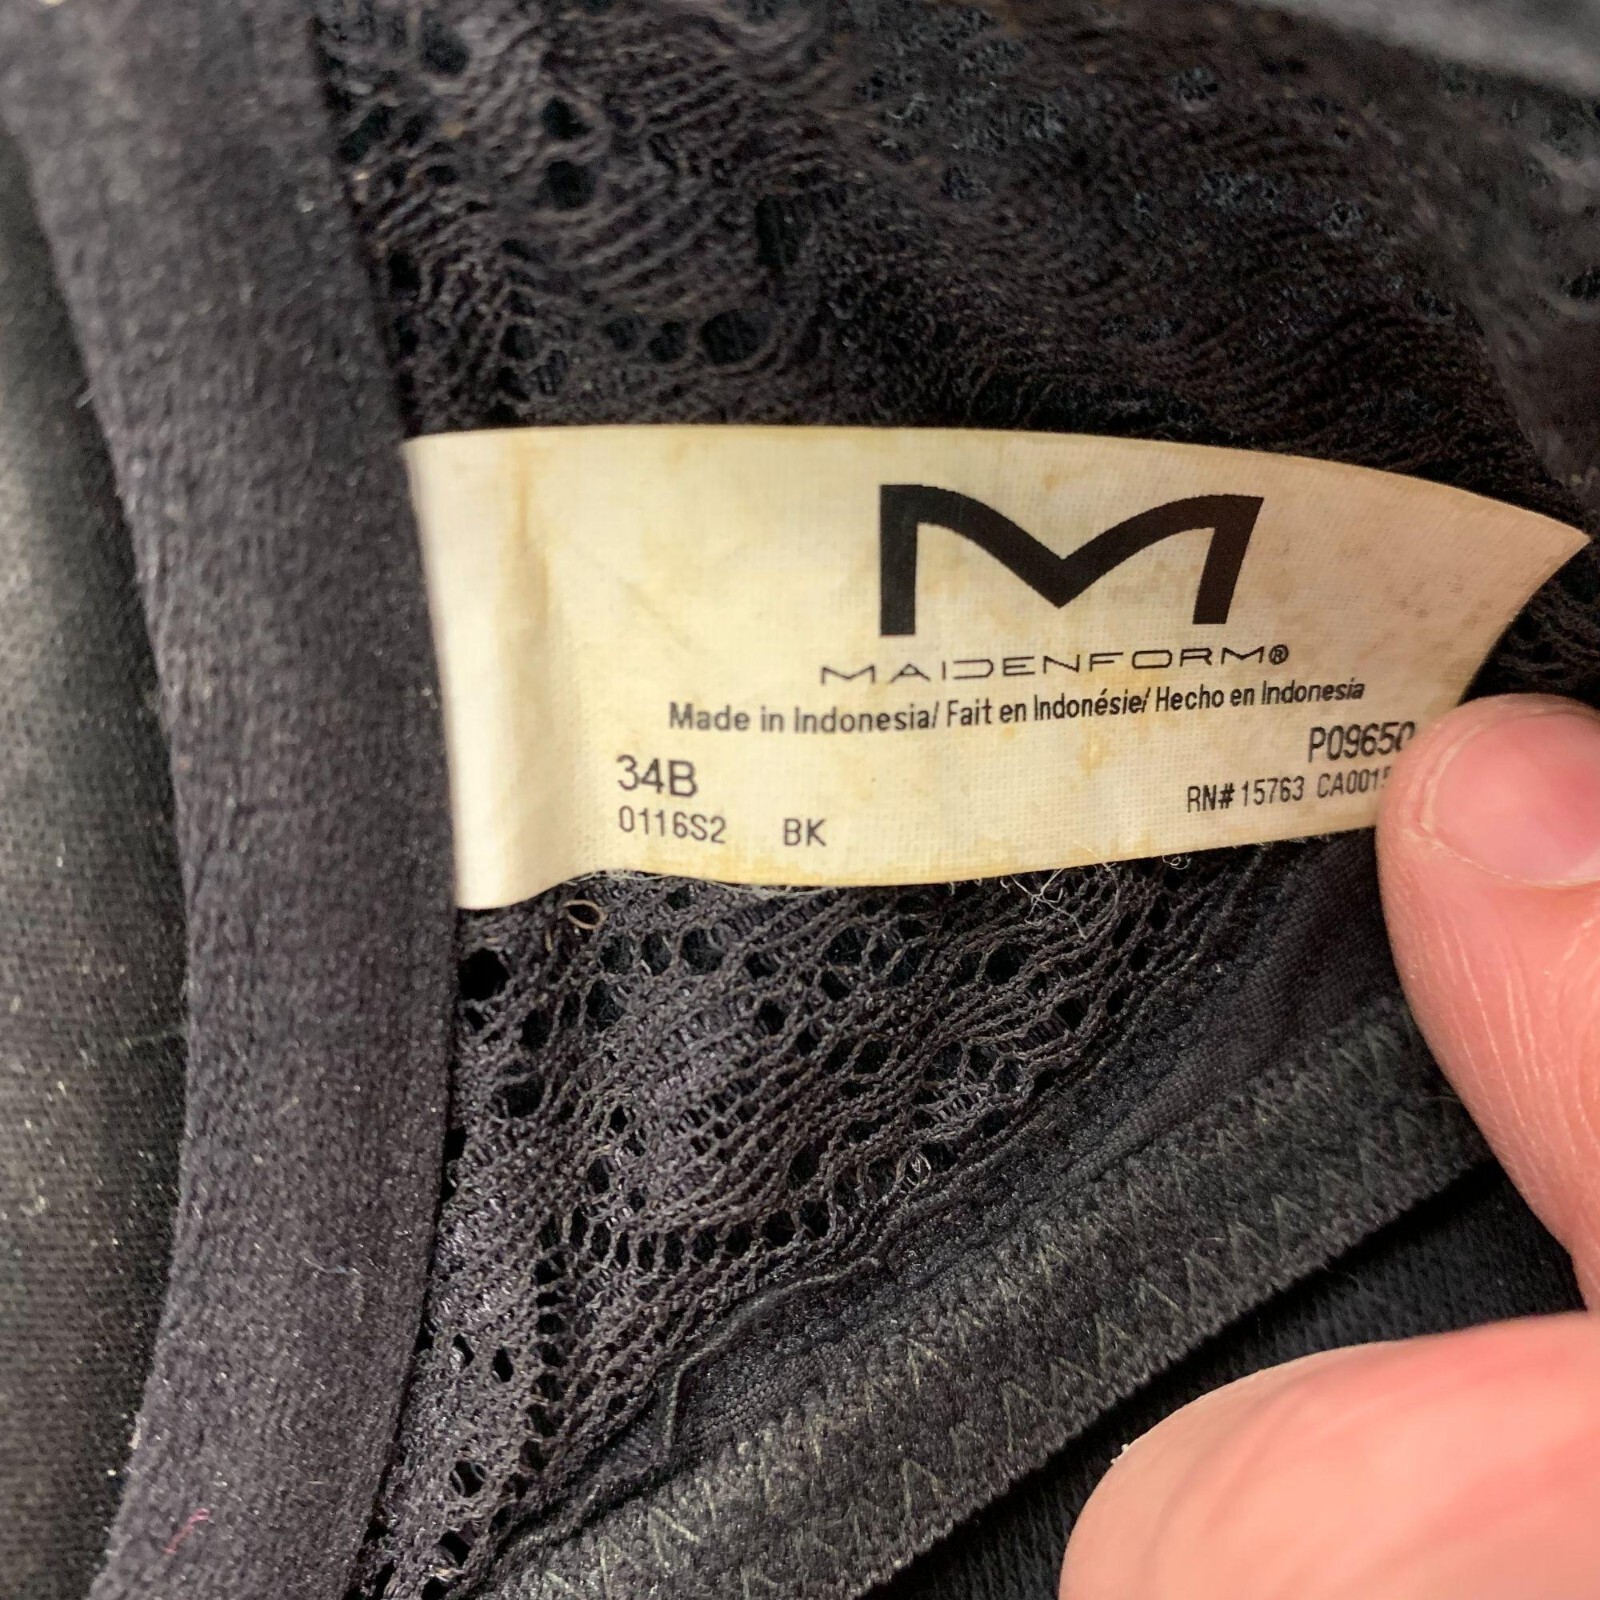 M
MAIDENFORM®
Made in Indonesia/ Fait en Indonésie/ Hecho en Indonesia
34B P09650
0116S2 BK RN# 15763